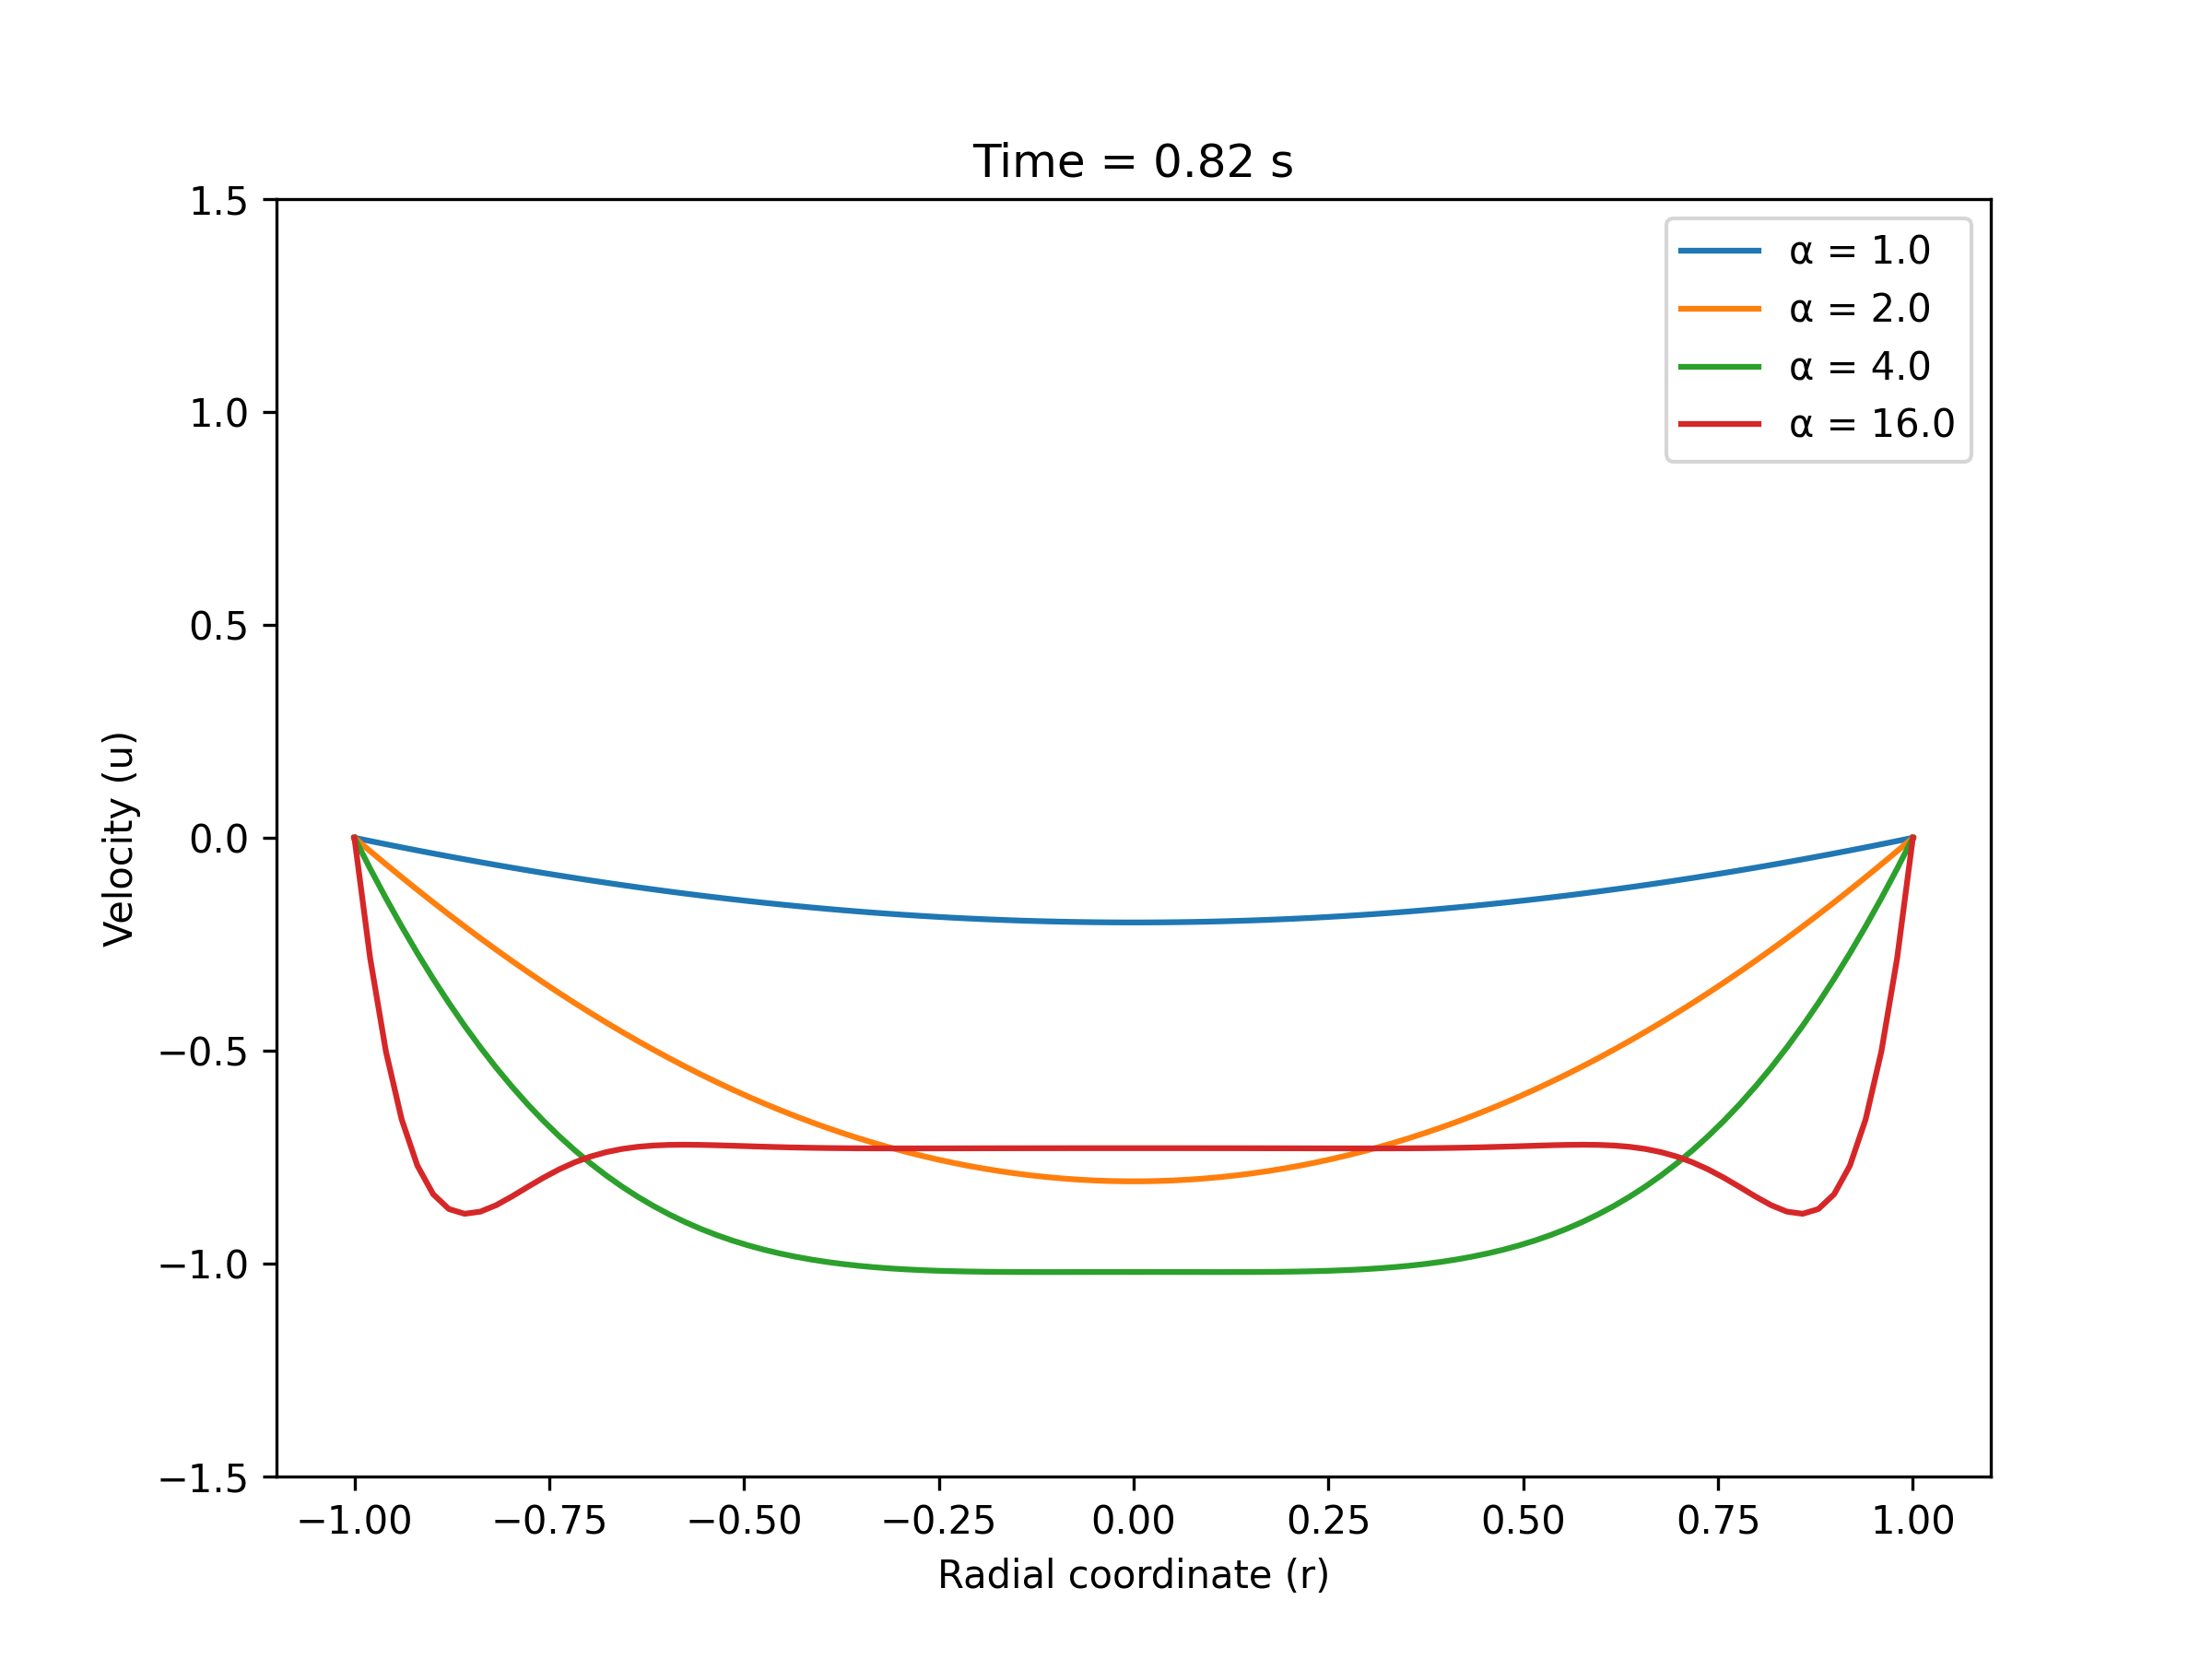 Time = 0.82 s
1.5
1.0
0.5
0.0
−0.5
−1.0
−1.5
Velocity (u)
α = 1.0
α = 2.0
α = 4.0
α = 16.0
−1.00 −0.75 −0.50 −0.25 0.00 0.25 0.50 0.75 1.00
Radial coordinate (r)